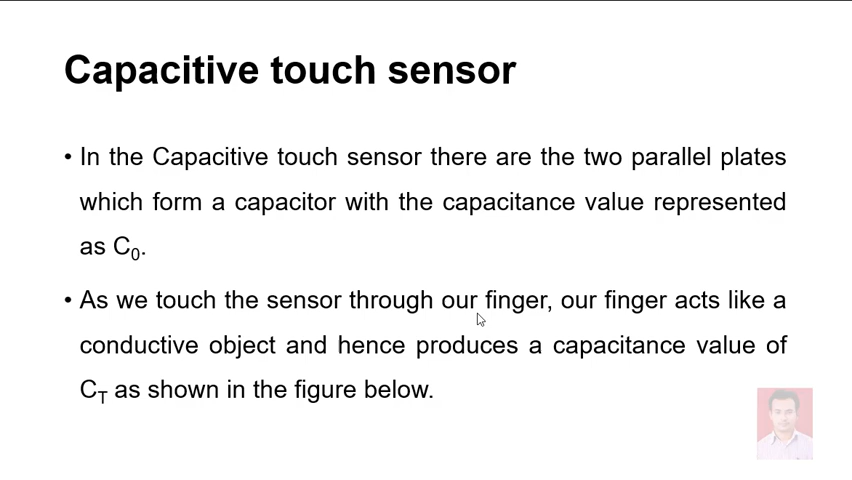 Capacitive touch sensor
• In the Capacitive touch sensor there are the two parallel plates
which form a capacitor with the capacitance value represented
as C₀.
• As we touch the sensor through our finger, our finger acts like a
conductive object and hence produces a capacitance value of
C_T as shown in the figure below.